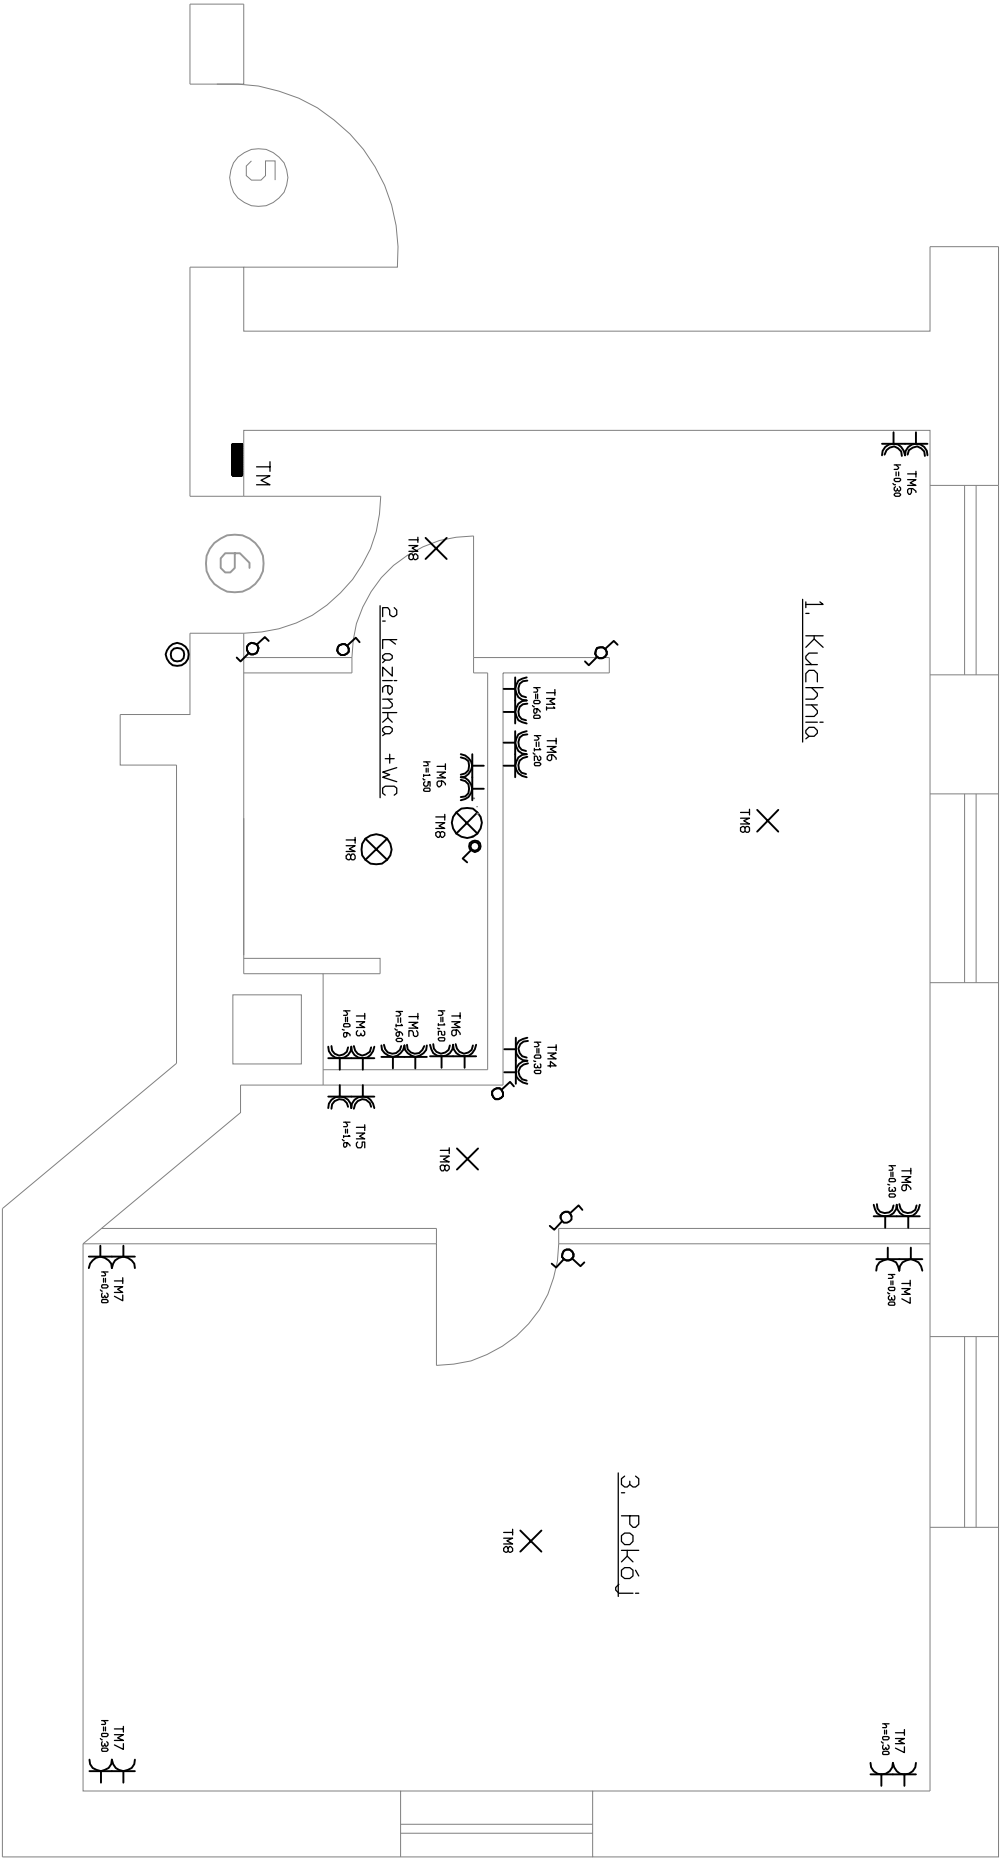 5
TM
6
TM6
h=0,30
1. Kuchnia
TM8
2. Łazienka +WC
TM1
h=0,60
TM6
h=1,20
TM6
h=1,50
TM8
TM8
TM8
TM3
h=0,6
TM2
h=1,60
TM6
h=1,20
TM4
h=0,30
TM5
h=1,6
TM8
TM6
h=0,30
TM7
h=0,30
TM7
h=0,30
3. Pokój
TM8
TM7
h=0,30
TM7
h=0,30